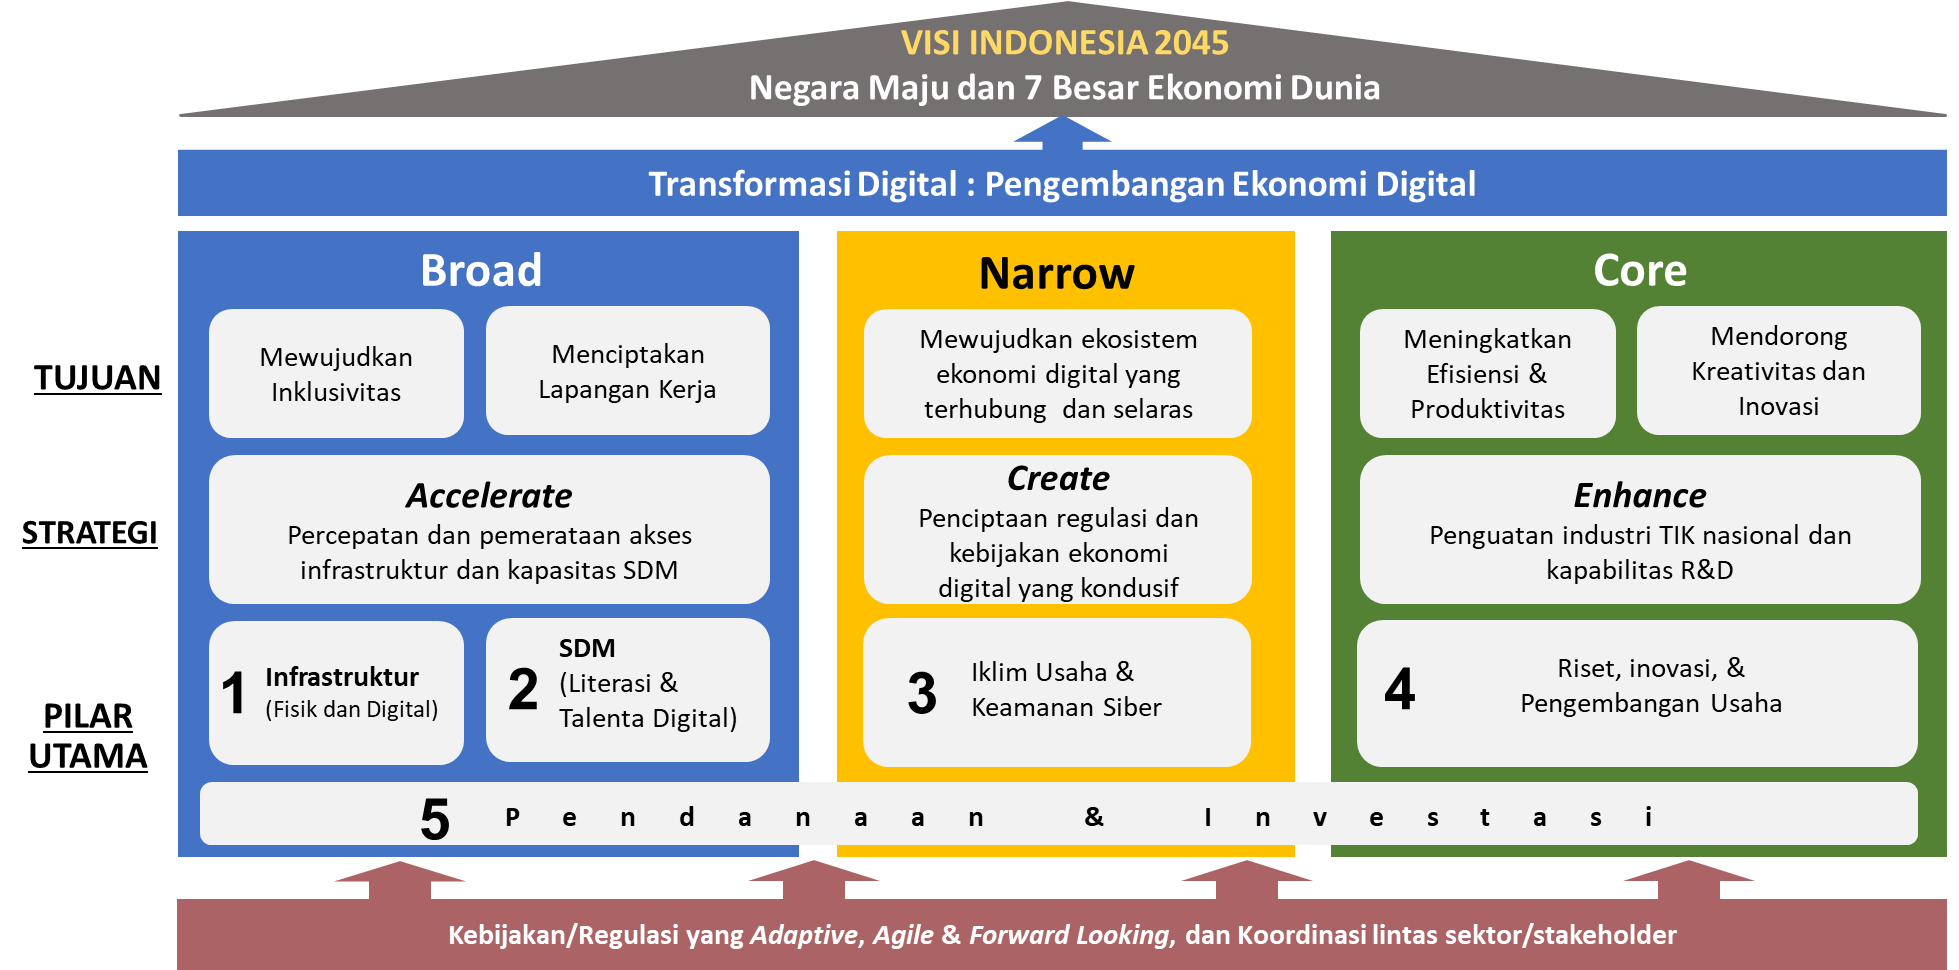 VISI INDONESIA 2045
Negara Maju dan 7 Besar Ekonomi Dunia
Transformasi Digital : Pengembangan Ekonomi Digital
Broad
Narrow
Core
TUJUAN
Mewujudkan
Inklusivitas
Menciptakan
Lapangan Kerja
Mewujudkan ekosistem
ekonomi digital yang
terhubung dan selaras
Meningkatkan
Efisiensi &
Produktivitas
Mendorong
Kreativitas dan
Inovasi
STRATEGI
Accelerate
Percepatan dan pemerataan akses
infrastruktur dan kapasitas SDM
Create
Penciptaan regulasi dan
kebijakan ekonomi
digital yang kondusif
Enhance
Penguatan industri TIK nasional dan
kapabilitas R&D
PILAR
UTAMA
1
Infrastruktur
(Fisik dan Digital)
2
SDM
(Literasi &
Talenta Digital)
3
Iklim Usaha &
Keamanan Siber
4
Riset, inovasi, &
Pengembangan Usaha
5 Pendanaan & Investasi
Kebijakan/Regulasi yang Adaptive, Agile & Forward Looking, dan Koordinasi lintas sektor/stakeholder